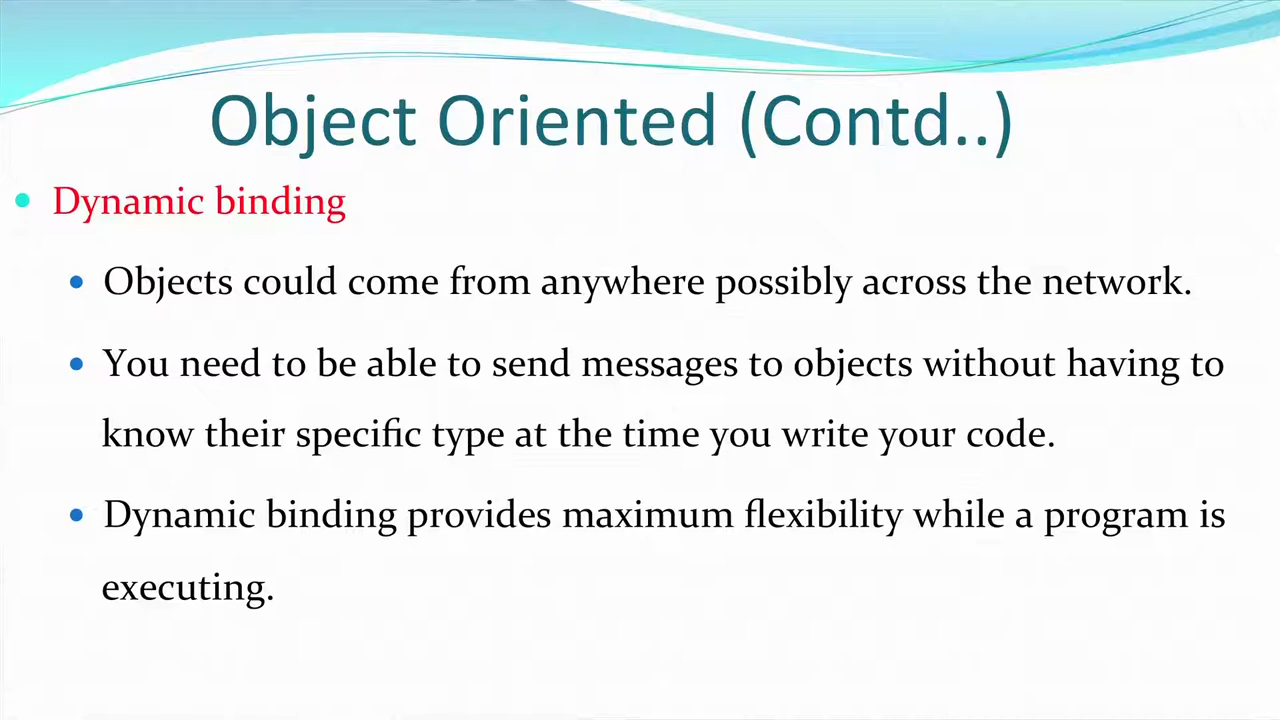 Object Oriented (Contd..)
• Dynamic binding
• Objects could come from anywhere possibly across the network.
• You need to be able to send messages to objects without having to
know their specific type at the time you write your code.
• Dynamic binding provides maximum flexibility while a program is
executing.